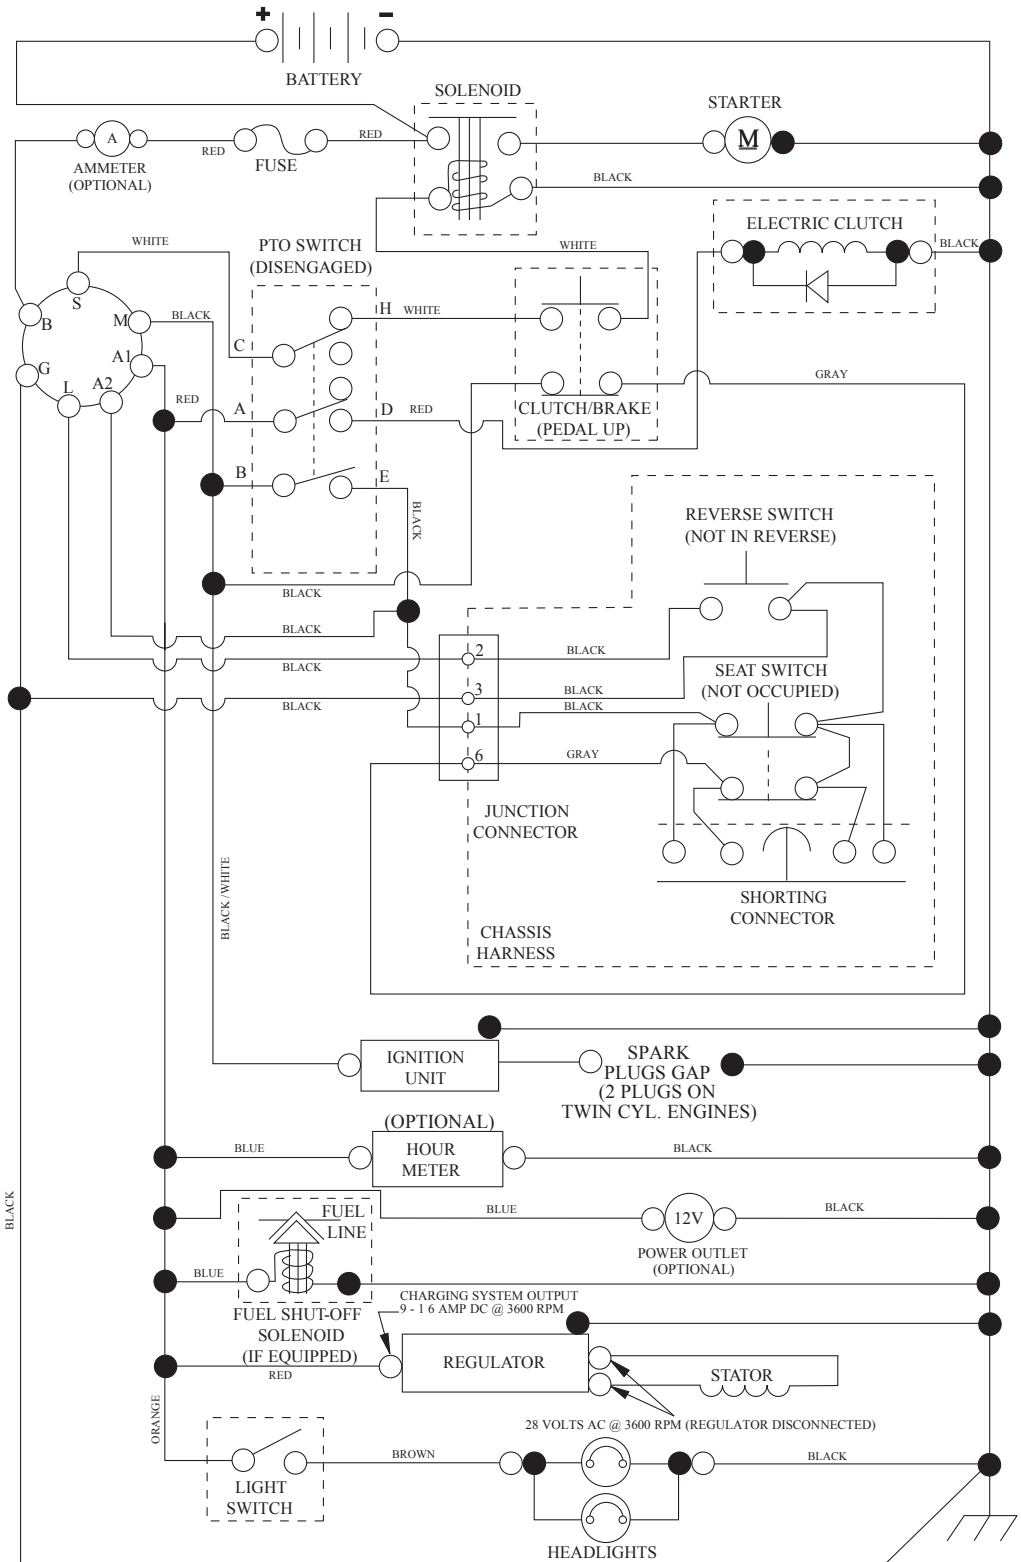 + -
BATTERY
SOLENOID
STARTER
A
RED
FUSE
RED
M
AMMETER
(OPTIONAL)
BLACK
ELECTRIC CLUTCH
WHITE
PTO SWITCH
(DISENGAGED)
WHITE
BLACK
S
B
M
BLACK
H
WHITE
C
A1
G
L
A2
RED
A
D
RED
CLUTCH/BRAKE
(PEDAL UP)
GRAY
B
E
BLACK
REVERSE SWITCH
(NOT IN REVERSE)
BLACK
BLACK
2
BLACK
BLACK
SEAT SWITCH
(NOT OCCUPIED)
3
BLACK
BLACK
BLACK
1
6
GRAY
JUNCTION
CONNECTOR
SHORTING
CONNECTOR
BLACK /WHITE
CHASSIS
HARNESS
IGNITION
UNIT
SPARK
PLUGS GAP
(2 PLUGS ON
TWIN CYL. ENGINES)
(OPTIONAL)
HOUR
METER
BLUE
BLACK
BLACK
FUEL
LINE
BLUE
12V
BLACK
POWER OUTLET
(OPTIONAL)
BLUE
CHARGING SYSTEM OUTPUT
9 - 1 6 AMP DC @ 3600 RPM
FUEL SHUT-OFF
SOLENOID
(IF EQUIPPED)
RED
REGULATOR
STATOR
28 VOLTS AC @ 3600 RPM (REGULATOR DISCONNECTED)
ORANGE
BROWN
BLACK
LIGHT
SWITCH
HEADLIGHTS